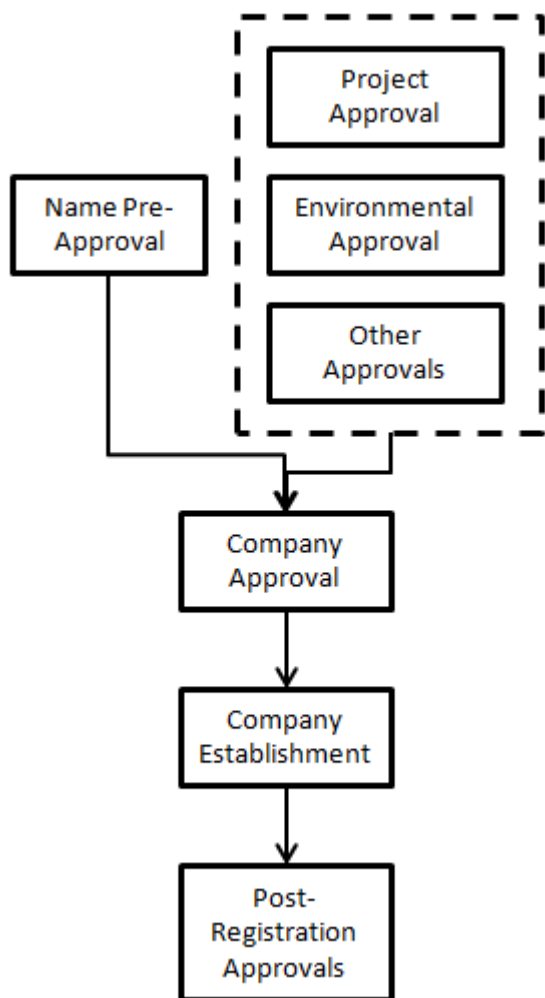 Project
Approval
Name Pre-
Approval
Environmental
Approval
Other
Approvals
Company
Approval
Company
Establishment
Post-
Registration
Approvals